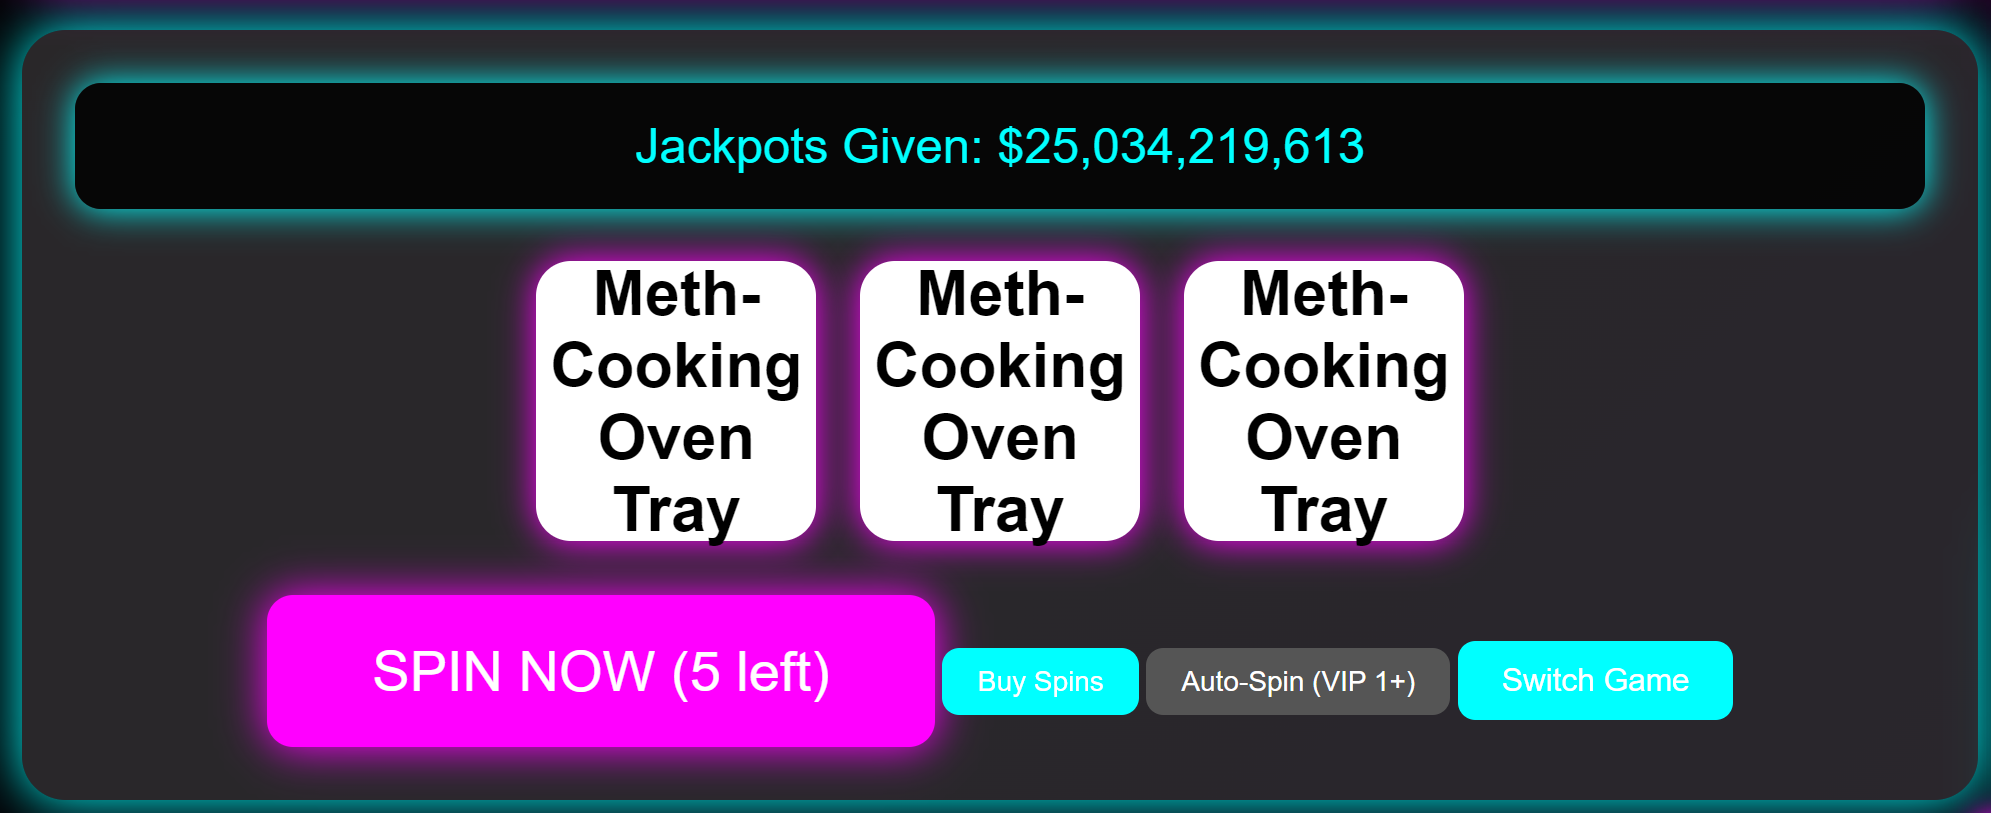 Jackpots Given: $25,034,219,613
Meth-
Cooking
Oven
Tray
Meth-
Cooking
Oven
Tray
Meth-
Cooking
Oven
Tray
SPIN NOW (5 left)
Buy Spins
Auto-Spin (VIP 1+)
Switch Game